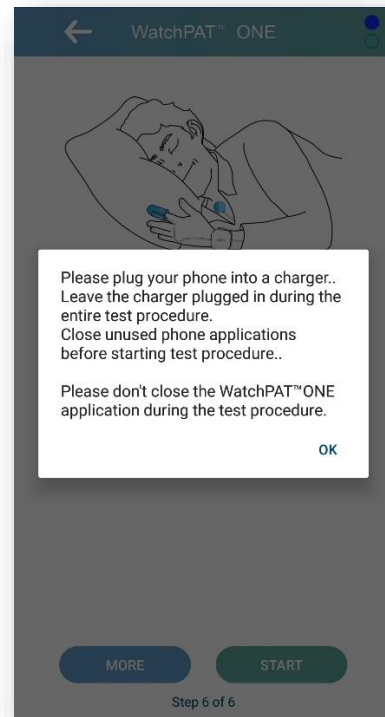 WatchPAT™ ONE
Please plug your phone into a charger..
Leave the charger plugged in during the
entire test procedure.
Close unused phone applications
before starting test procedure..
Please don't close the WatchPAT™ONE
application during the test procedure.
OK
MORE
START
Step 6 of 6